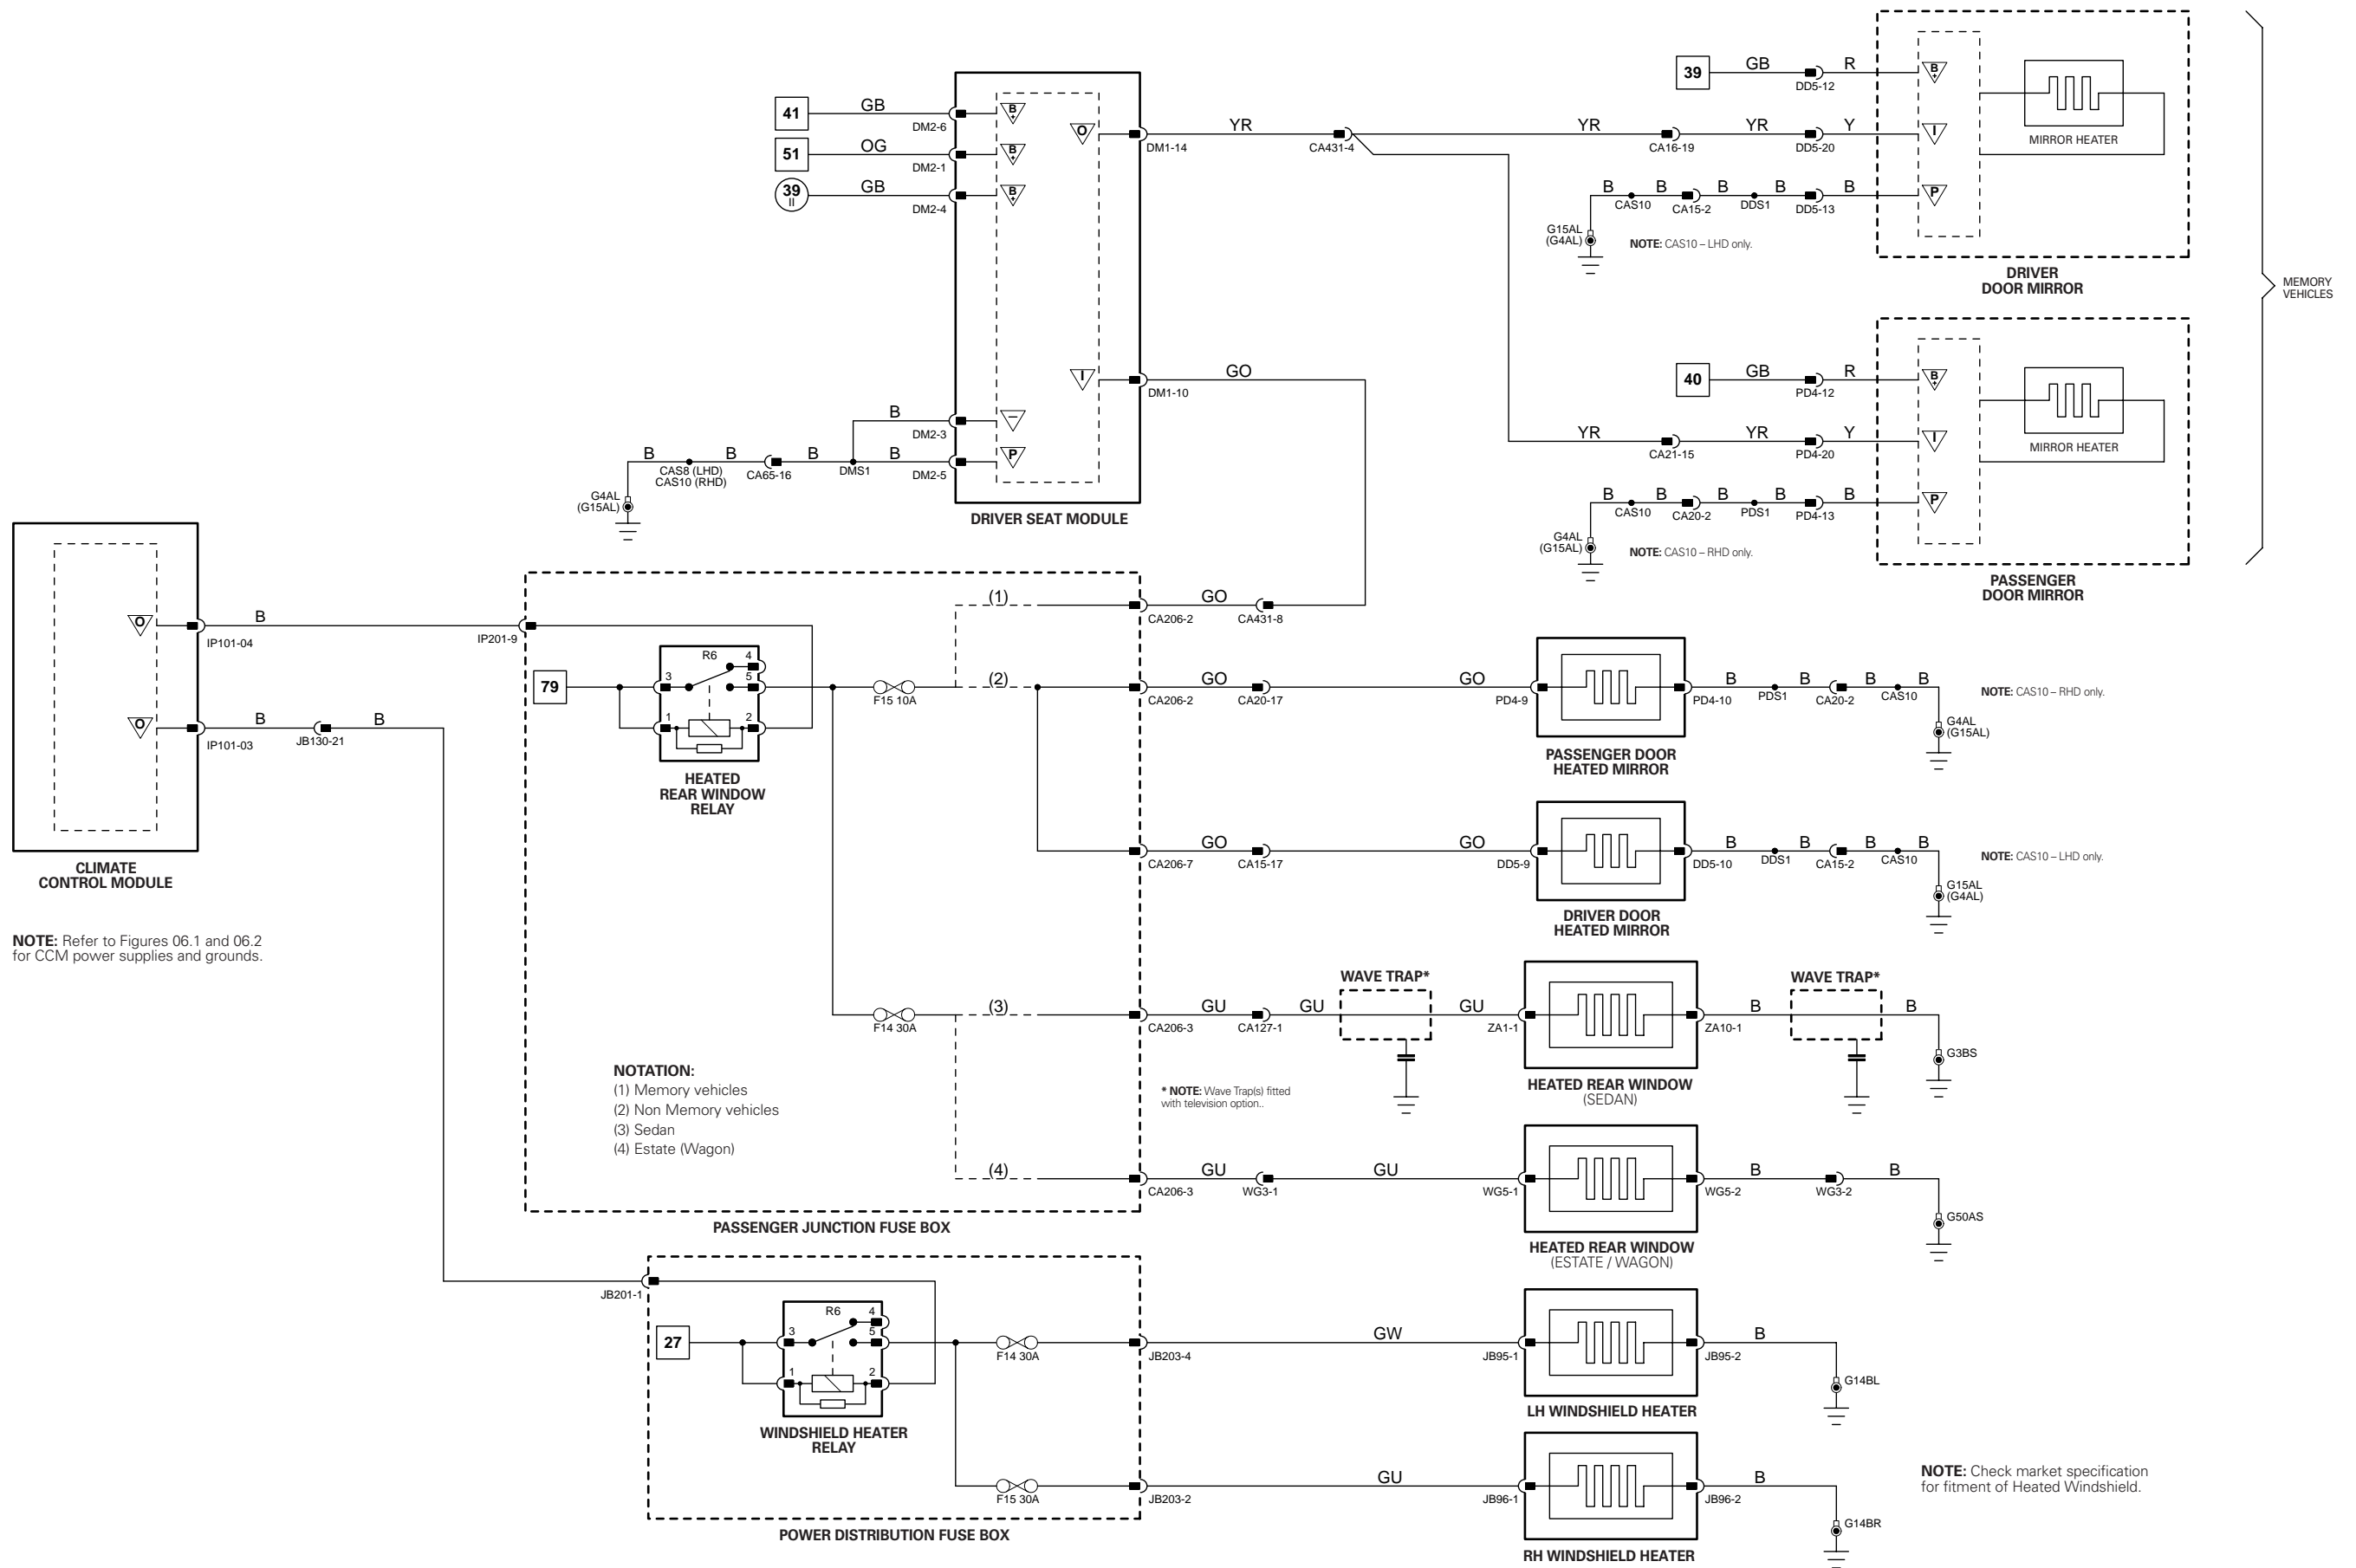 41
GB
DM2-6
B+
51
OG
DM2-1
B+
39
II
GB
DM2-4
B+
O
DM1-14
YR
CA431-4
YR
CA16-19
YR
DD5-20
Y
I
39
GB
DD5-12
R
B+
MIRROR HEATER
B
CAS10
B
CA15-2
B
DDS1
B
DD5-13
B
P
G15AL
(G4AL)
NOTE: CAS10 – LHD only.
DRIVER
DOOR MIRROR
MEMORY
VEHICLES
40
GB
PD4-12
R
B+
YR
CA21-15
YR
PD4-20
Y
I
MIRROR HEATER
B
CAS10
B
CA20-2
B
PDS1
B
PD4-13
B
P
G4AL
(G15AL)
NOTE: CAS10 – RHD only.
PASSENGER
DOOR MIRROR
I
DM1-10
GO
B
DM2-3
–
B
CAS8 (LHD)
CAS10 (RHD)
B
CA65-16
B
DMS1
B
DM2-5
P
G4AL
(G15AL)
DRIVER SEAT MODULE
O
IP101-04
B
IP201-9
O
IP101-03
B
JB130-21
B
CLIMATE
CONTROL MODULE
NOTE: Refer to Figures 06.1 and 06.2
for CCM power supplies and grounds.
79
R6
3
4
5
1
2
HEATED
REAR WINDOW
RELAY
F15 10A
(1)
CA206-2
GO
CA431-8
(2)
CA206-2
GO
CA20-17
GO
PD4-9
PASSENGER DOOR
HEATED MIRROR
PD4-10
B
PDS1
B
CA20-2
B
CAS10
B
G4AL
(G15AL)
NOTE: CAS10 – RHD only.
CA206-7
GO
CA15-17
GO
DD5-9
DRIVER DOOR
HEATED MIRROR
DD5-10
B
DDS1
B
CA15-2
B
CAS10
B
G15AL
(G4AL)
NOTE: CAS10 – LHD only.
F14 30A
(3)
CA206-3
GU
CA127-1
GU
WAVE TRAP*
GU
ZA1-1
HEATED REAR WINDOW
(SEDAN)
ZA10-1
B
WAVE TRAP*
B
G3BS
* NOTE: Wave Trap(s) fitted
with television option..
NOTATION:
(1) Memory vehicles
(2) Non Memory vehicles
(3) Sedan
(4) Estate (Wagon)
(4)
CA206-3
GU
WG3-1
GU
WG5-1
HEATED REAR WINDOW
(ESTATE / WAGON)
WG5-2
B
WG3-2
B
G50AS
PASSENGER JUNCTION FUSE BOX
JB201-1
27
R6
3
4
5
1
2
WINDSHIELD HEATER
RELAY
F14 30A
JB203-4
GW
JB95-1
LH WINDSHIELD HEATER
JB95-2
B
G14BL
F15 30A
JB203-2
GU
JB96-1
RH WINDSHIELD HEATER
JB96-2
B
G14BR
POWER DISTRIBUTION FUSE BOX
NOTE: Check market specification
for fitment of Heated Windshield.